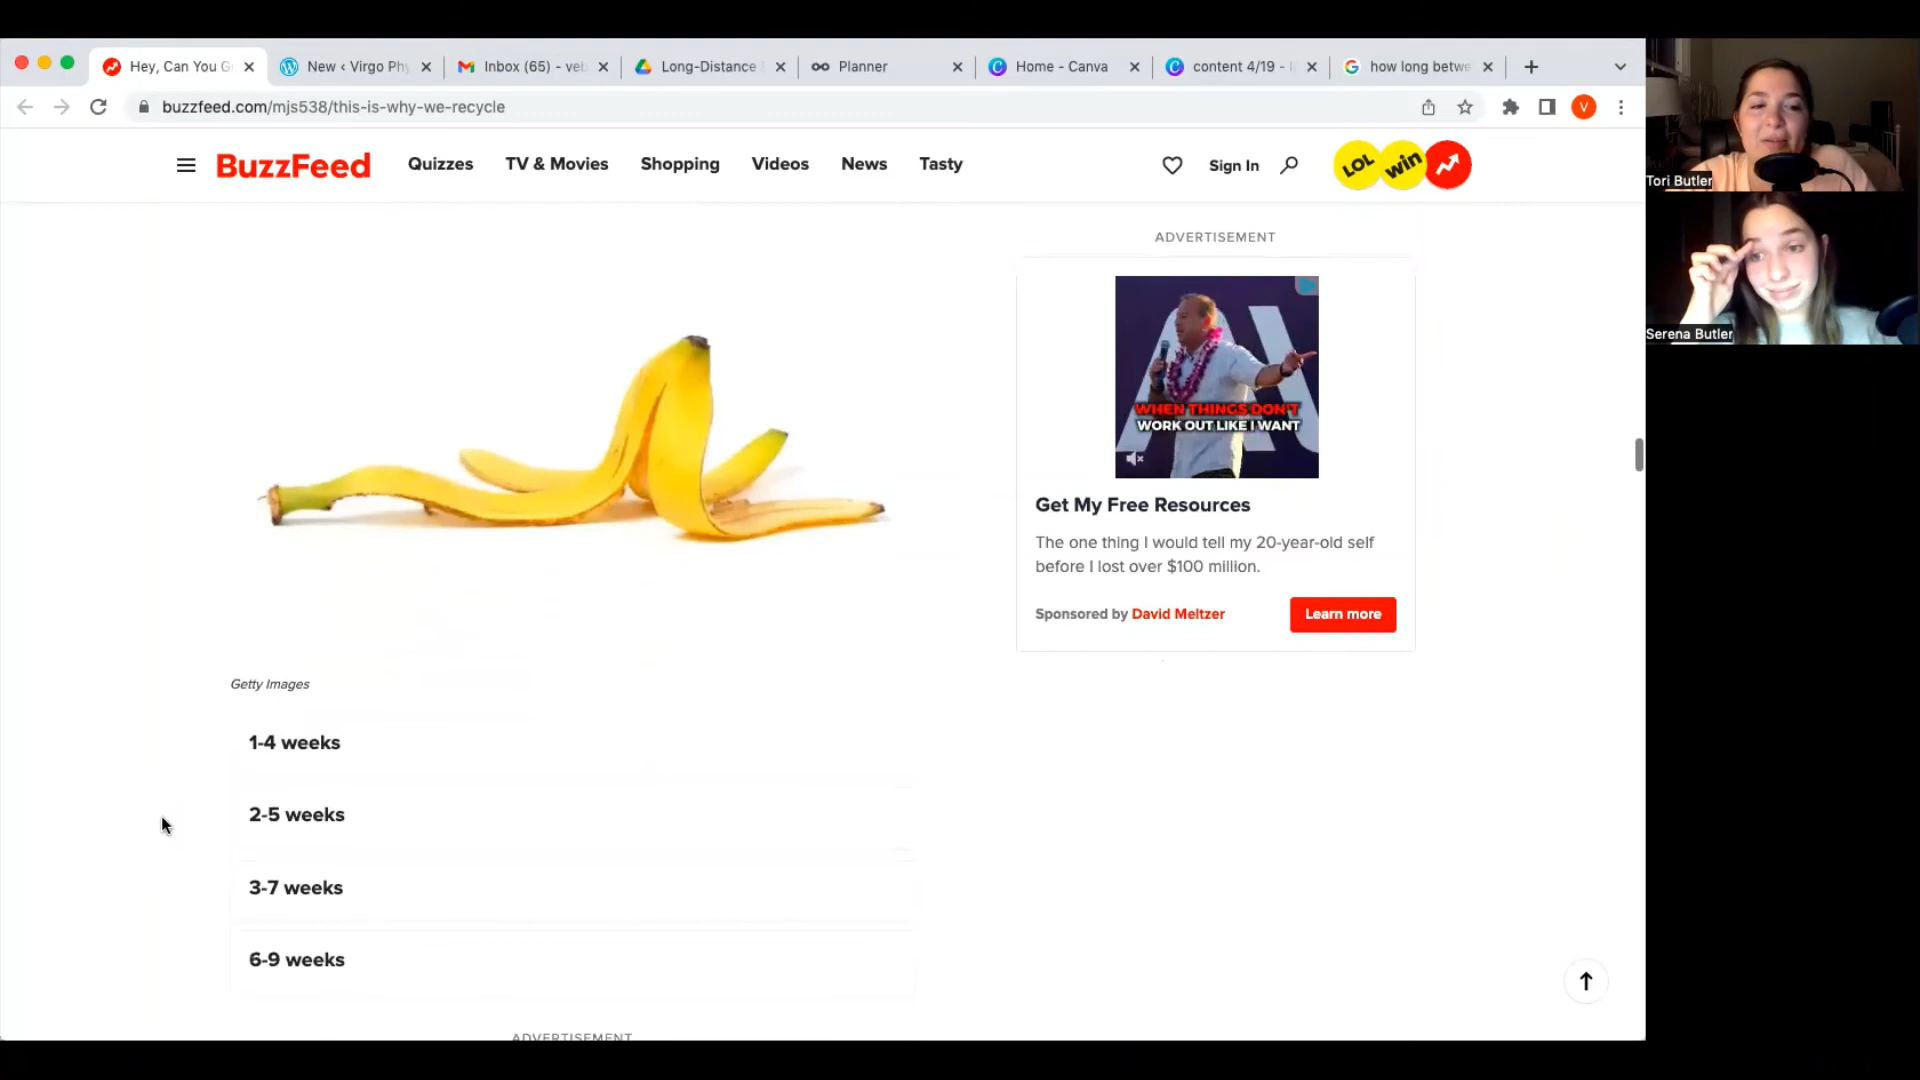 Hey, Can You G
New ‹ Virgo Phy
Inbox (65) - veb
Long-Distance
Planner
Home - Canva
content 4/19 -
how long betwe
buzzfeed.com/mjs538/this-is-why-we-recycle
V
BuzzFeed
Quizzes
TV & Movies
Shopping
Videos
News
Tasty
Sign In
LOL
win
Tori Butler
Serena Butler
ADVERTISEMENT
WHEN THINGS DON'T
WORK OUT LIKE I WANT
Get My Free Resources
The one thing I would tell my 20-year-old self
before I lost over $100 million.
Sponsored by David Meltzer
Learn more
Getty Images
1-4 weeks
2-5 weeks
3-7 weeks
6-9 weeks
ADVERTISEMENT